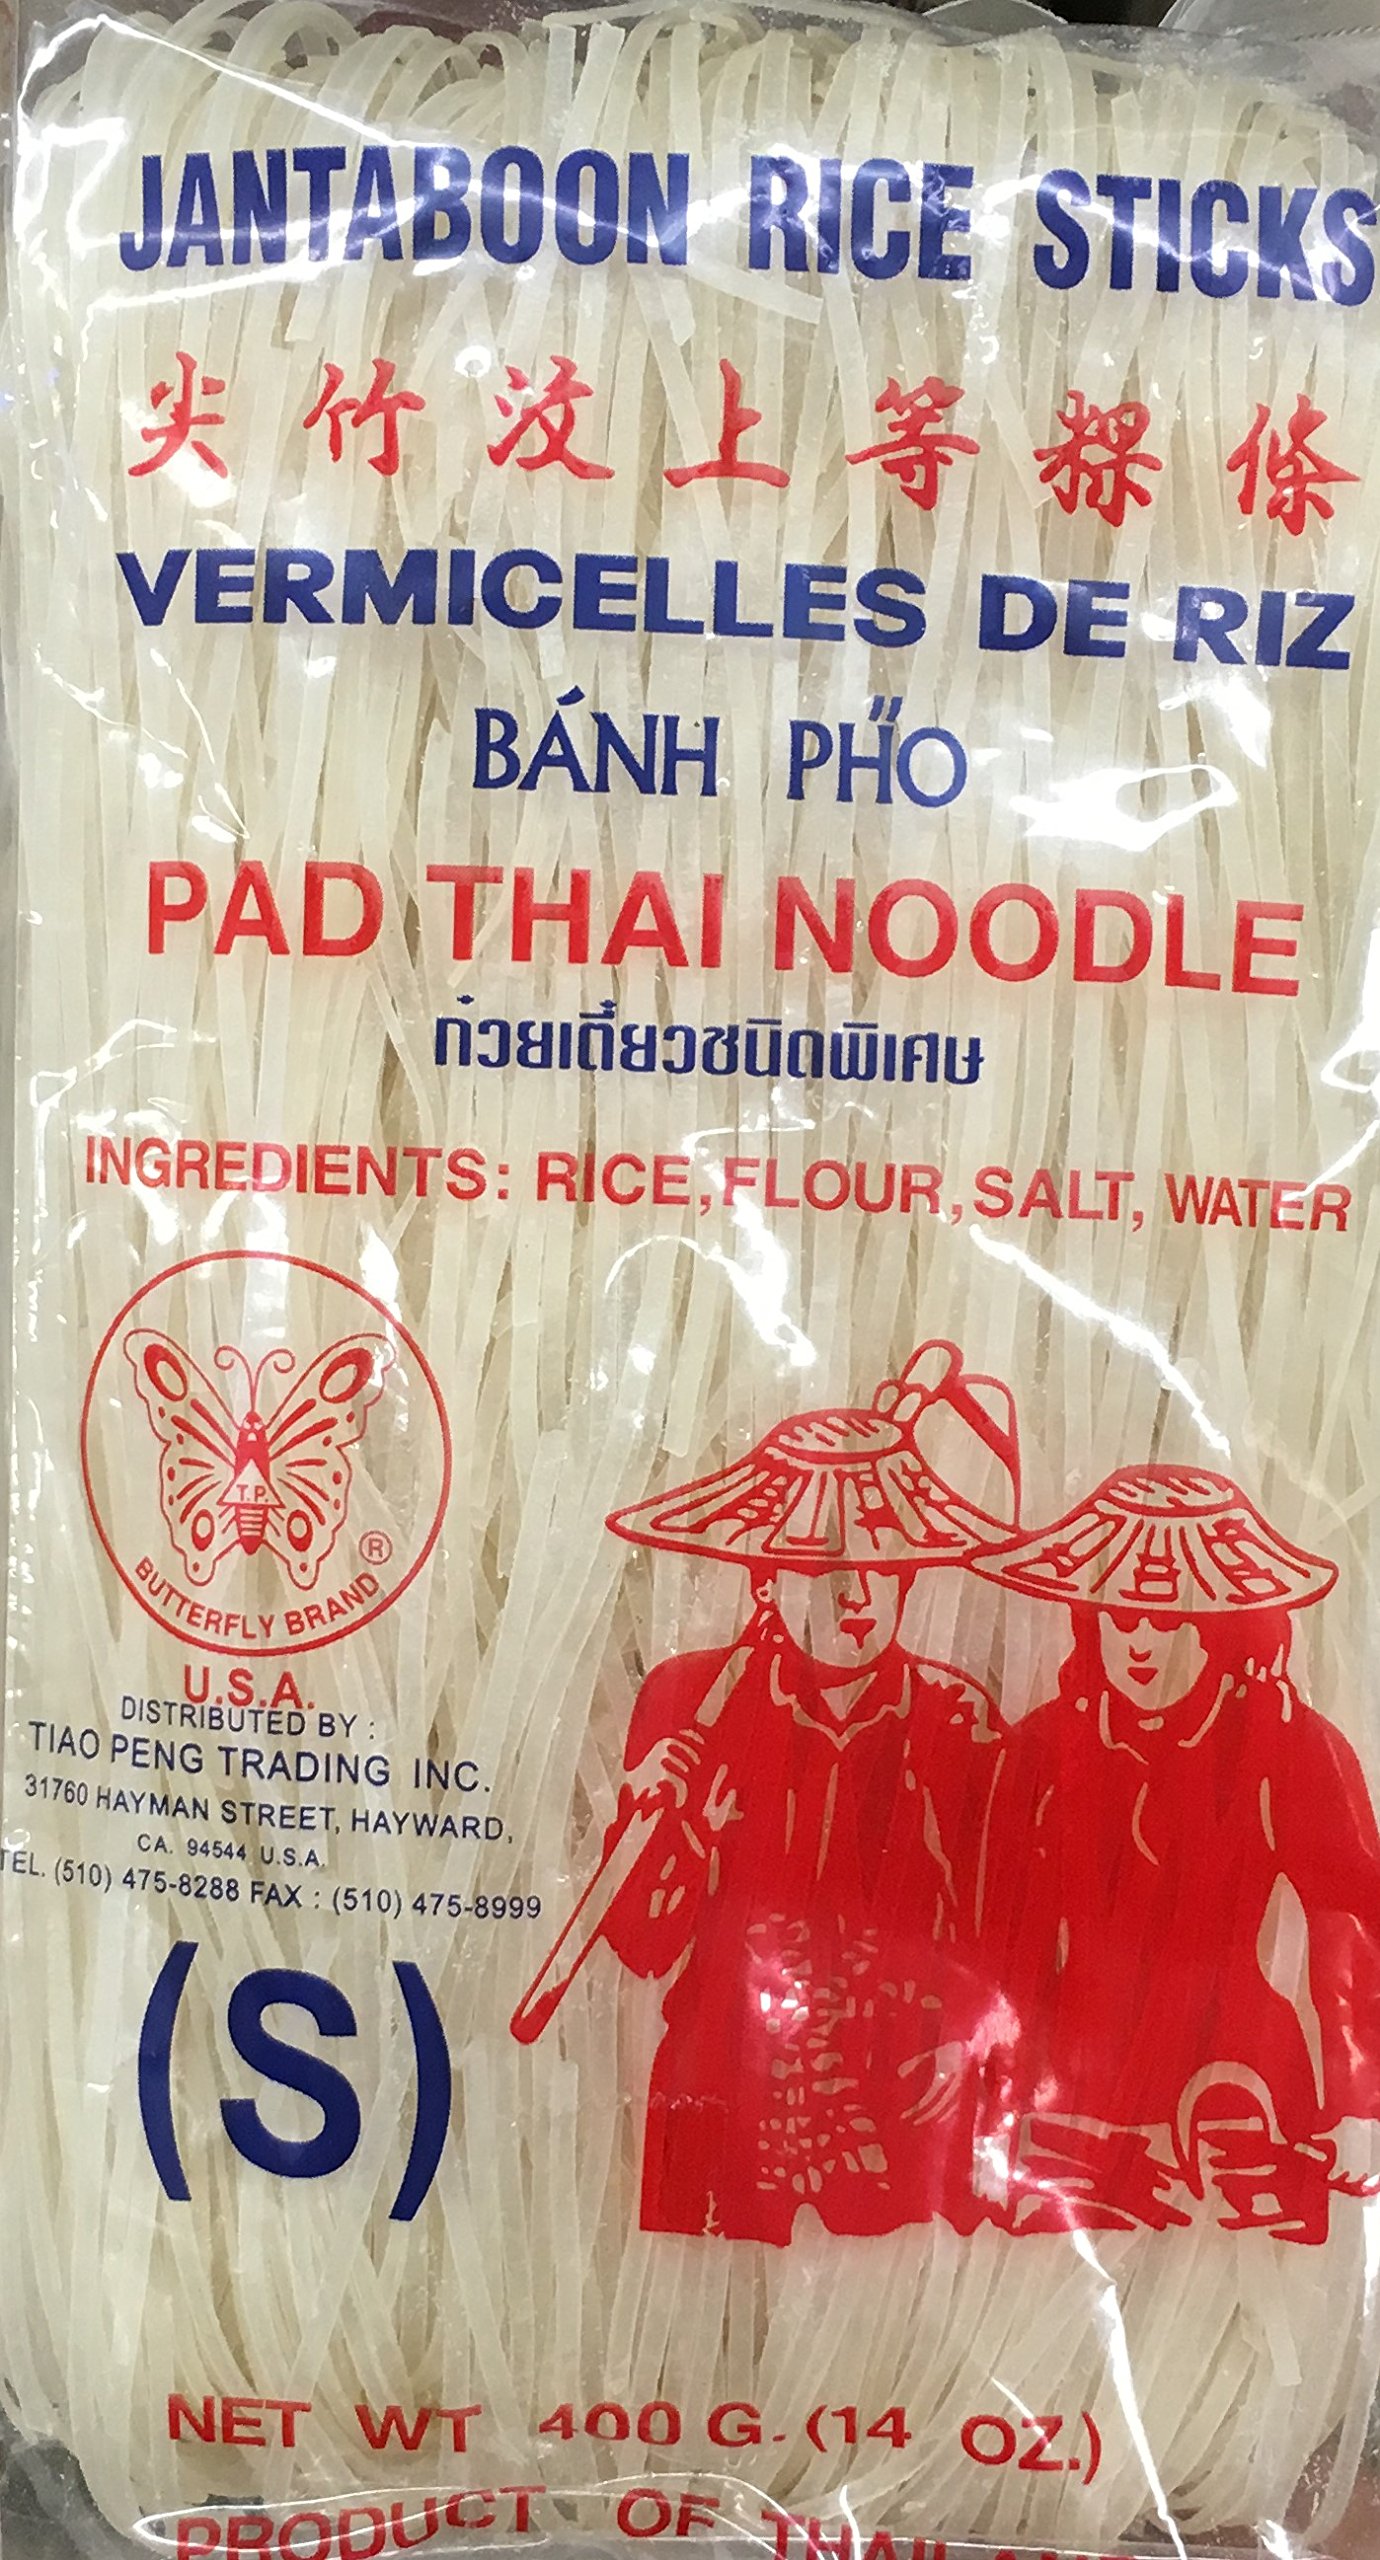 JANTABOON RICE STICKS
尖竹汶上等粿條
VERMICELLES DE RIZ
BÁNH PHỞ
PAD THAI NOODLE
ก๋วยเตี๋ยวชนิดพิเศษ
INGREDIENTS: RICE,FLOUR,SALT, WATER
T.P.
BUTTERFLY BRAND ®
U.S.A.
DISTRIBUTED BY :
TIAO PENG TRADING INC.
31760 HAYMAN STREET, HAYWARD,
CA. 94544 U.S.A.
TEL. (510) 475-8288 FAX : (510) 475-8999
(S)
NET WT 400 G. (14 OZ.)
PRODUCT OF THAILAND